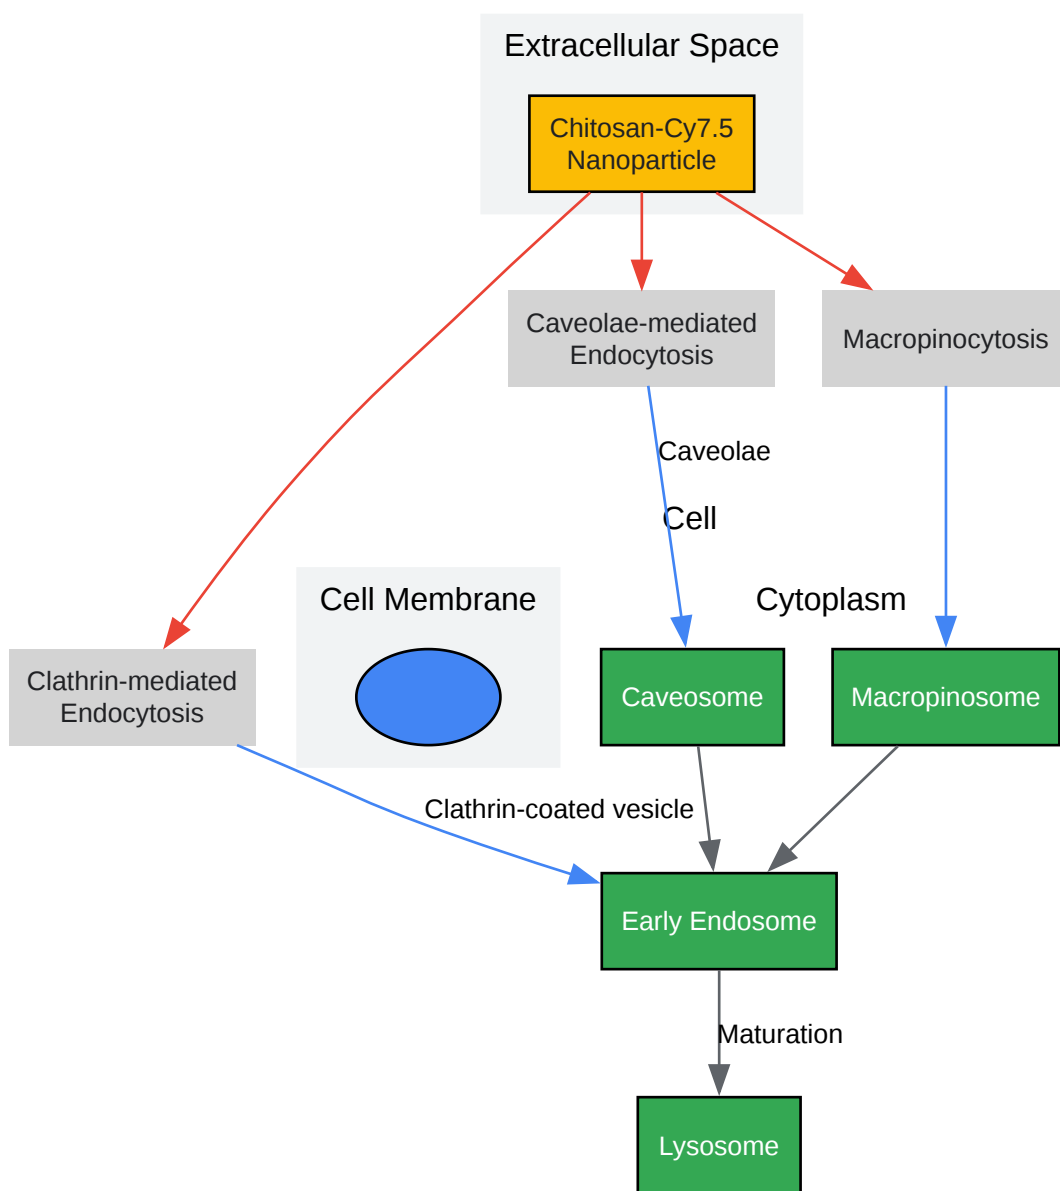 Extracellular Space
Chitosan-Cy7.5
Nanoparticle
Caveolae-mediated
Endocytosis
Macropinocytosis
Caveolae
Cell
Cell Membrane
Cytoplasm
Clathrin-mediated
Endocytosis
Caveosome
Macropinosome
Clathrin-coated vesicle
Early Endosome
Maturation
Lysosome